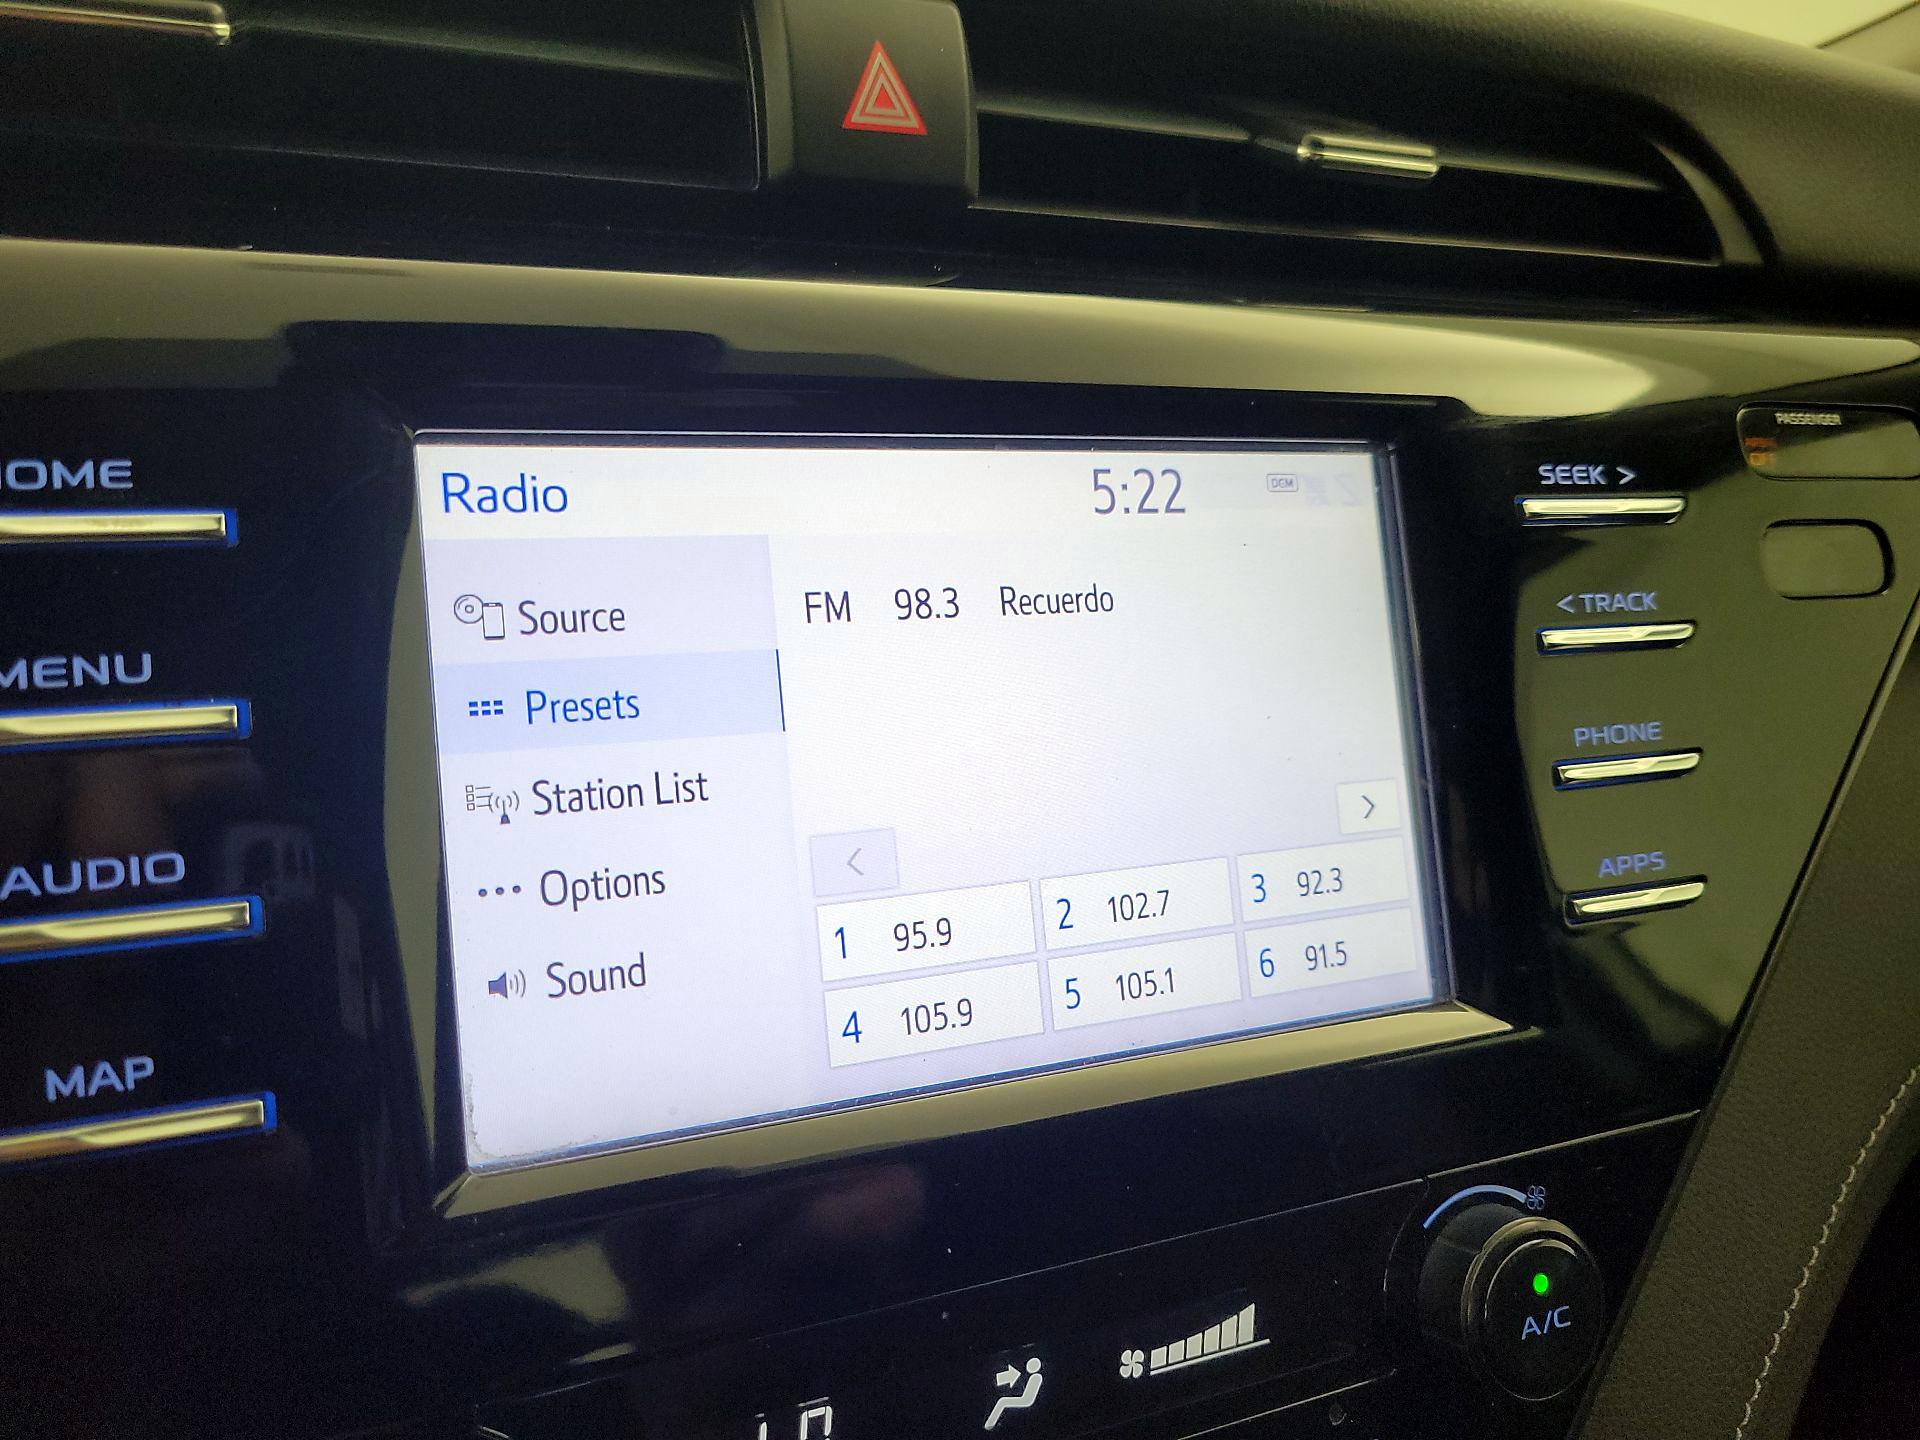 HOME
MENU
AUDIO
MAP
Radio 5:22 DCM
Source
Presets
Station List
Options
Sound
FM 98.3 Recuerdo
<
>
1 95.9
2 102.7
3 92.3
4 105.9
5 105.1
6 91.5
SEEK >
< TRACK
PHONE
APPS
PASSENGER
OFF
A/C